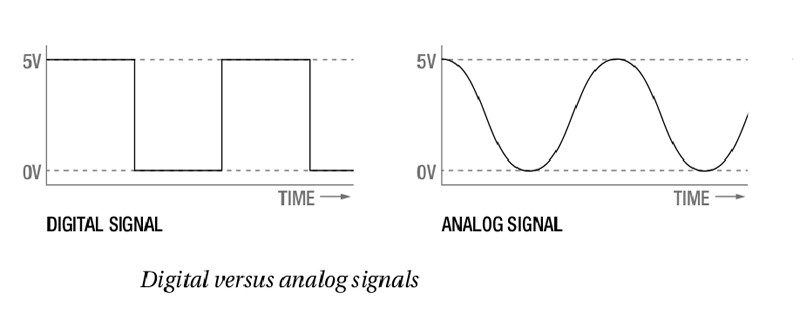 5V
0V
TIME
DIGITAL SIGNAL
5V
0V
TIME
ANALOG SIGNAL
Digital versus analog signals